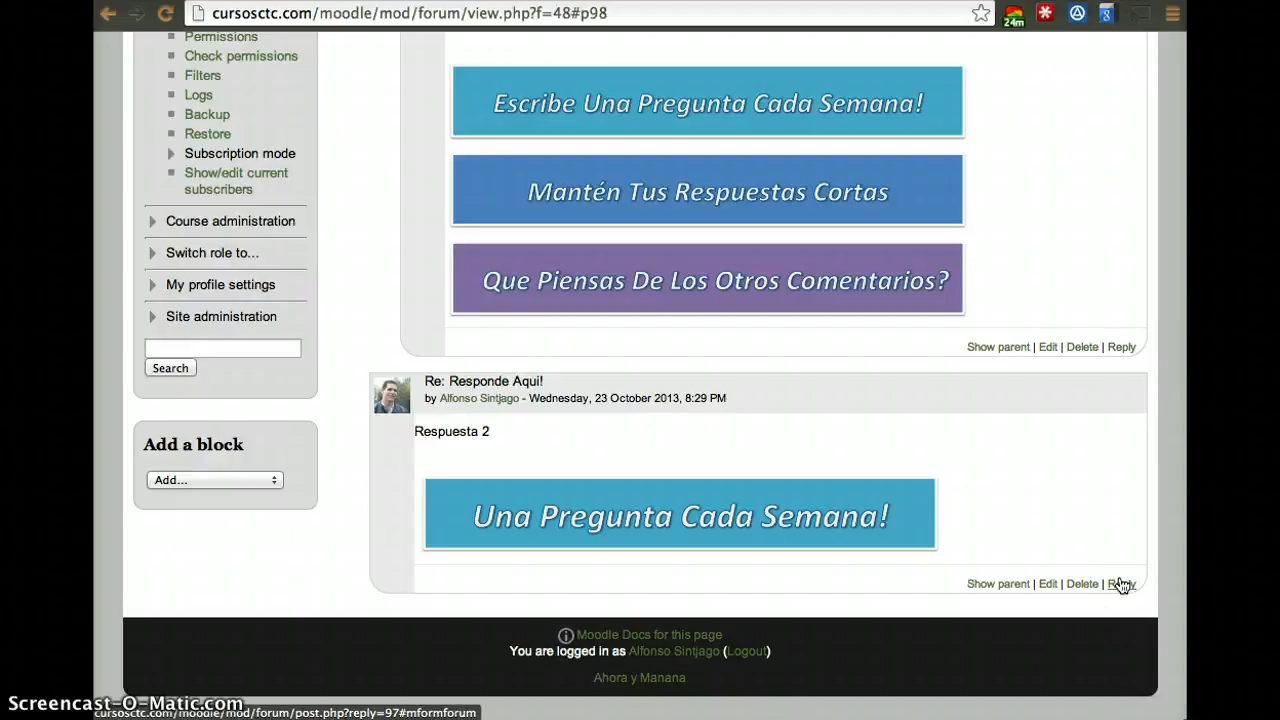 cursosctc.com/moodle/mod/forum/view.php?f=48#p98
24m
Permissions
Check permissions
Filters
Logs
Backup
Restore
Subscription mode
Show/edit current
subscribers
Course administration
Switch role to...
My profile settings
Site administration
Search
Add a block
Add...
Escribe Una Pregunta Cada Semana!
Mantén Tus Respuestas Cortas
Que Piensas De Los Otros Comentarios?
Show parent | Edit | Delete | Reply
Re: Responde Aqui!
by Alfonso Sintjago - Wednesday, 23 October 2013, 8:29 PM
Respuesta 2
Una Pregunta Cada Semana!
Show parent | Edit | Delete | Reply
Moodle Docs for this page
You are logged in as Alfonso Sintjago (Logout)
Ahora y Manana
Screencast-O-Matic.com
cursosctc.com/moodle/mod/forum/post.php?reply=97#mformforum